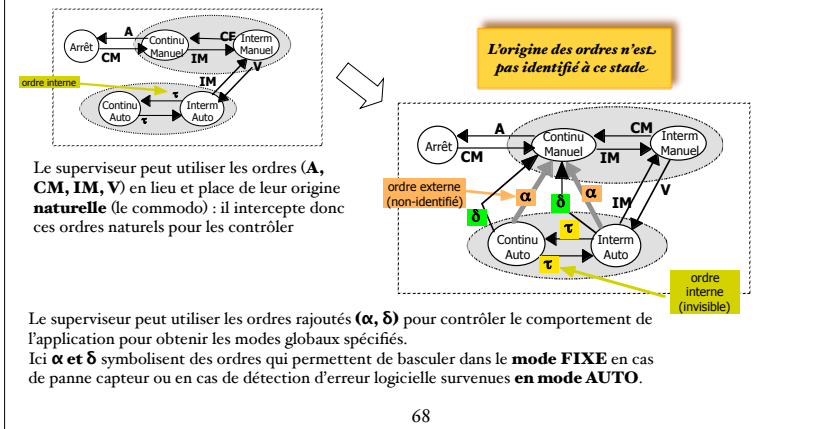 A
Continu
Manuel
CF
Interm
Manuel
Arrêt
CM
IM
V
IM
ordre interne
τ
Continu
Auto
Interm
Auto
τ
L'origine des ordres n'est
pas identifié à ce stade
Le superviseur peut utiliser les ordres (A,
CM, IM, V) en lieu et place de leur origine
naturelle (le commodo) : il intercepte donc
ces ordres naturels pour les contrôler
A
Continu
Manuel
CM
Interm
Manuel
Arrêt
CM
IM
ordre externe
(non-identifié)
α
δ
α
IM
V
δ
τ
Continu
Auto
Interm
Auto
τ
ordre
interne
(invisible)
Le superviseur peut utiliser les ordres rajoutés (α, δ) pour contrôler le comportement de
l'application pour obtenir les modes globaux spécifiés.
Ici α et δ symbolisent des ordres qui permettent de basculer dans le mode FIXE en cas
de panne capteur ou en cas de détection d'erreur logicielle survenues en mode AUTO.
68